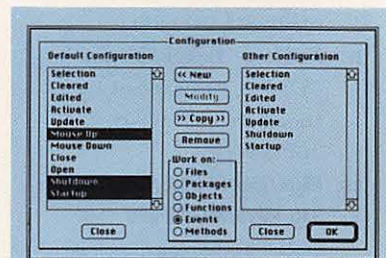 Configuration
Default Configuration
Selection
Cleared
Edited
Activate
Update
Mouse Up
Mouse Down
Close
Open
Shutdown
Startup
Close
<< New
Modify
>> Copy >>
Remove
Work on:
Files
Packages
Objects
Functions
Events
Methods
Other Configuration
Selection
Cleared
Edited
Activate
Update
Shutdown
Startup
Close
OK